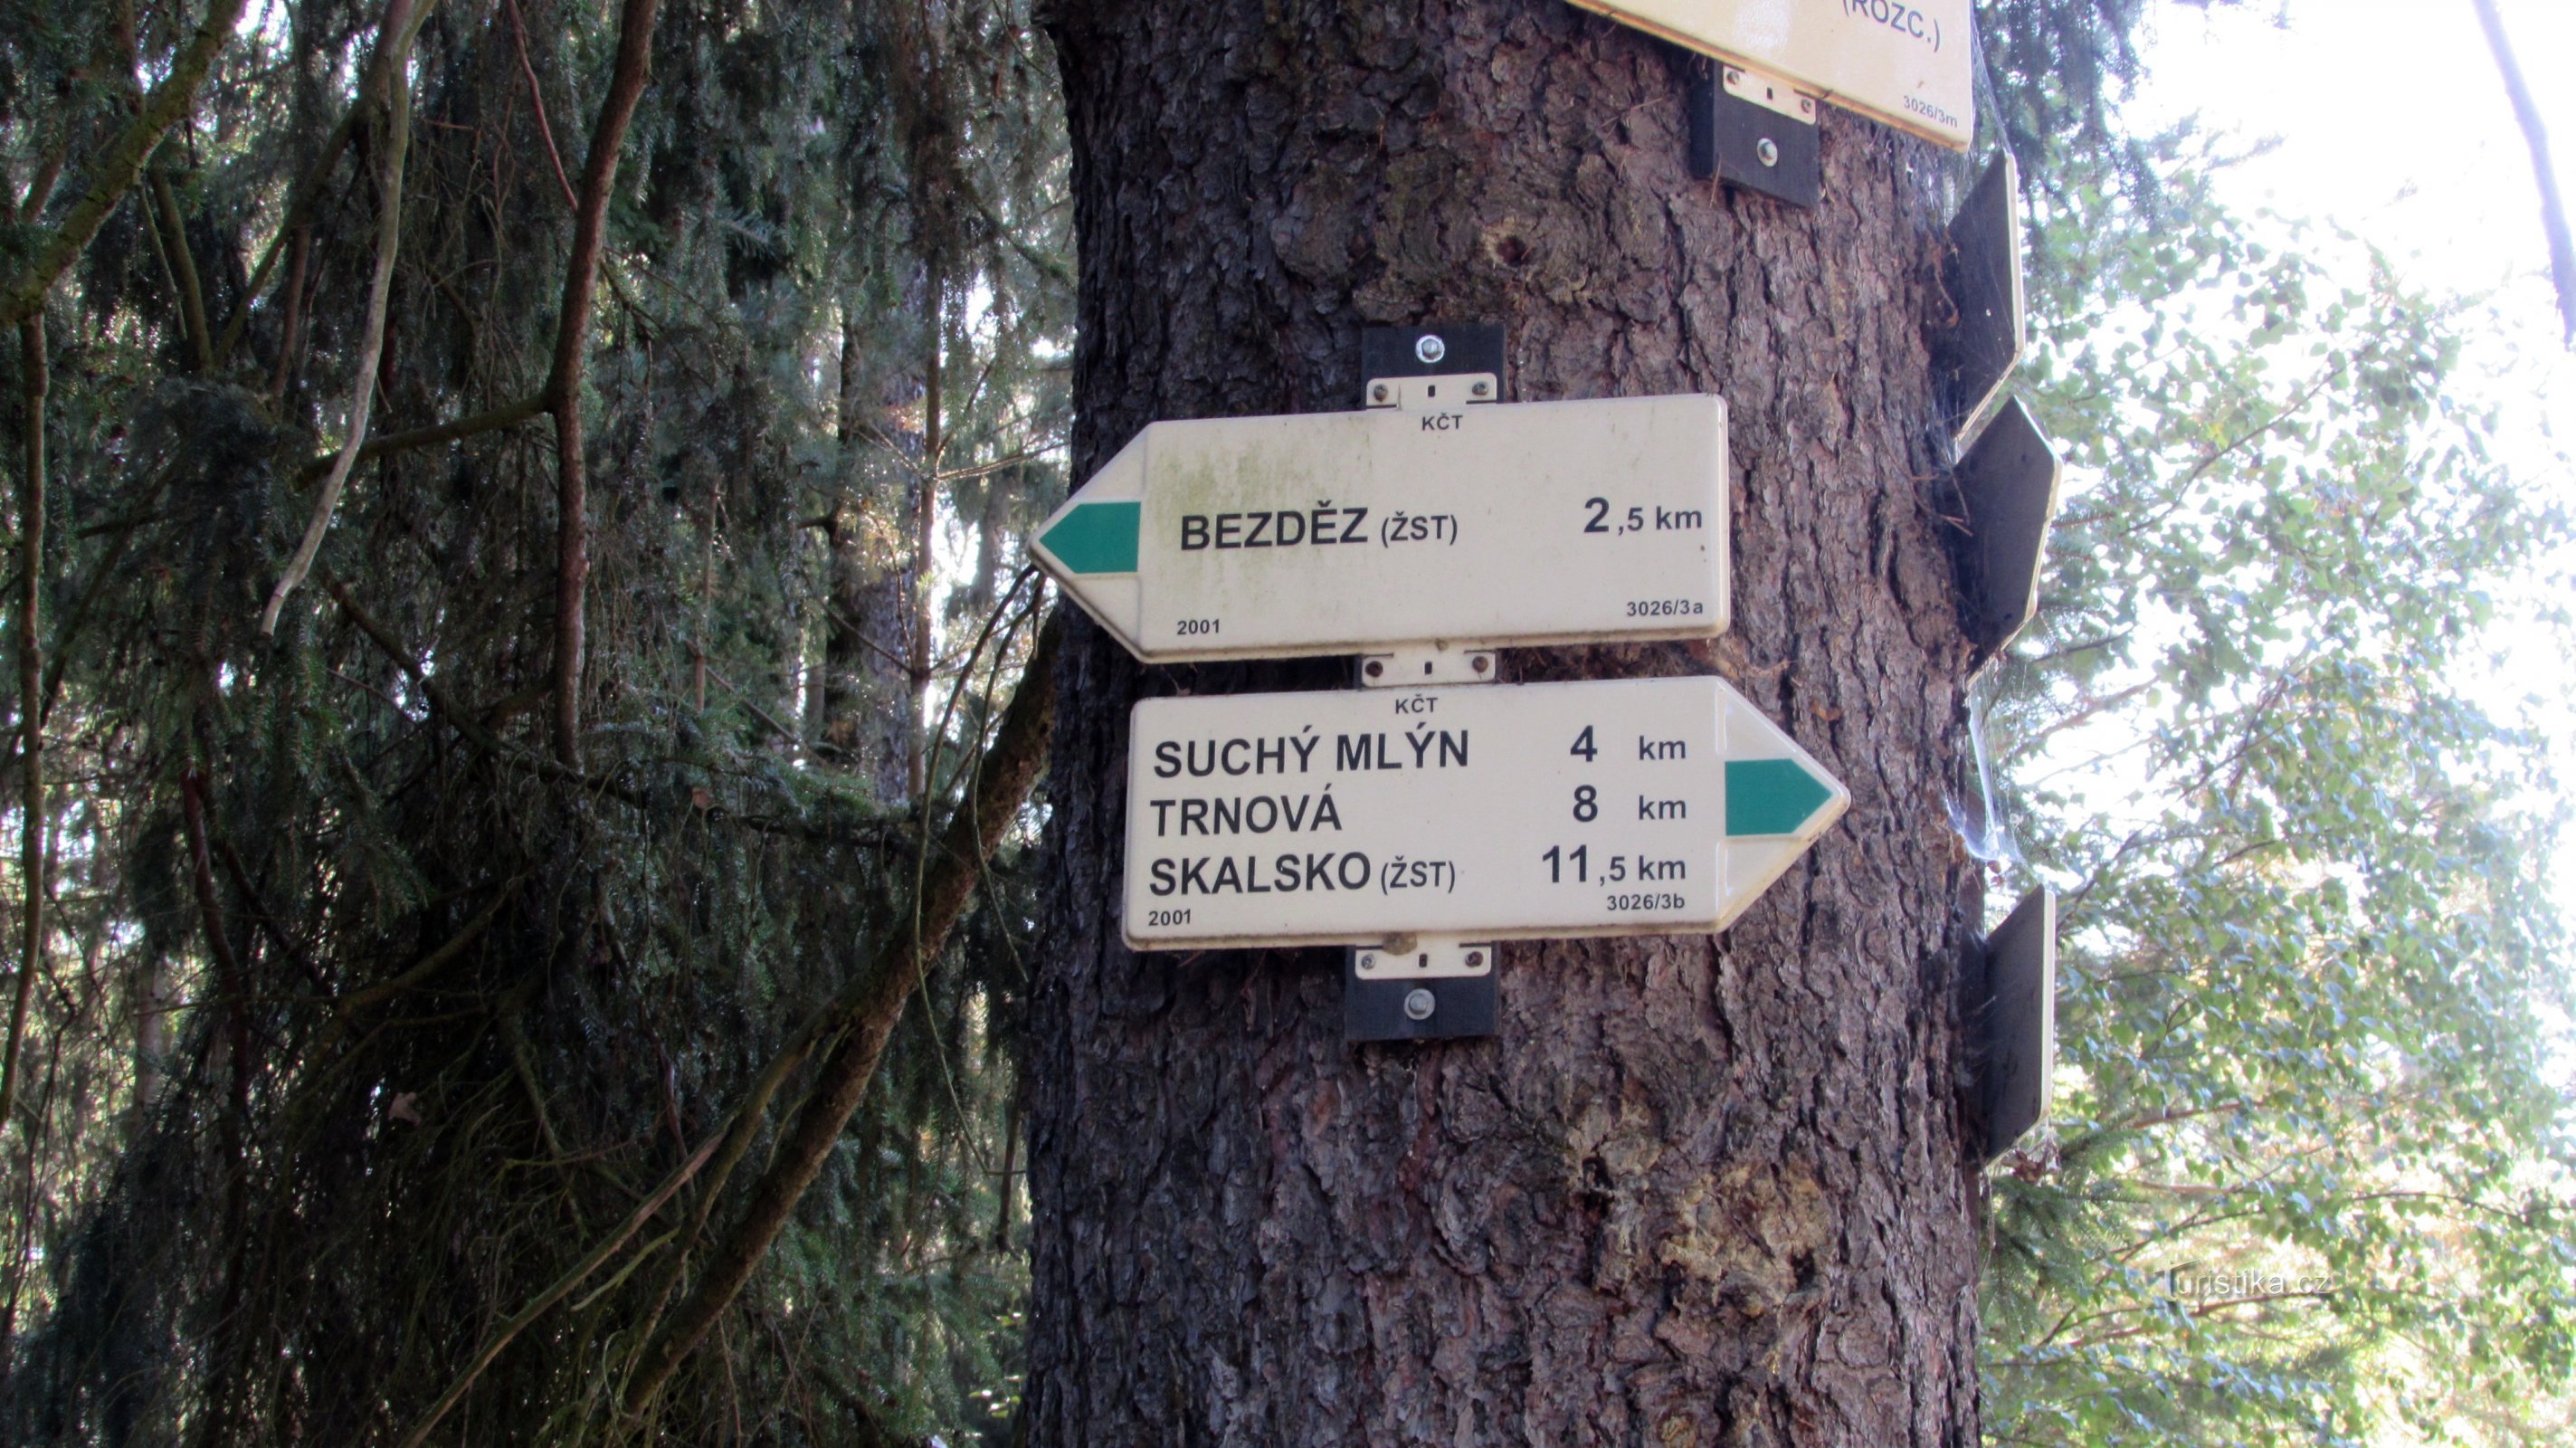 (ROZC.)
3026/3m
KČT
BEZDĚZ (ŽST) 2,5 km
2001 3026/3a
KČT
SUCHÝ MLÝN 4 km
TRNOVÁ 8 km
SKALSKO (ŽST) 11,5 km
2001 3026/3b
Turistika.cz